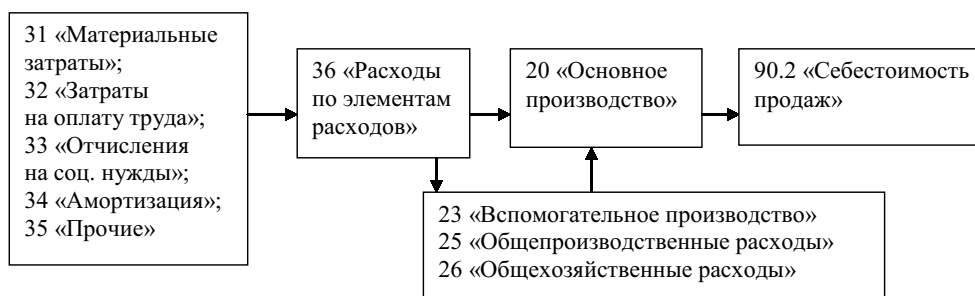 31 «Материальные
затраты»;
32 «Затраты
на оплату труда»;
33 «Отчисления
на соц. нужды»;
34 «Амортизация»;
35 «Прочие»
36 «Расходы
по элементам
расходов»
20 «Основное
производство»
90.2 «Себестоимость
продаж»
23 «Вспомогательное производство»
25 «Общепроизводственные расходы»
26 «Общехозяйственные расходы»